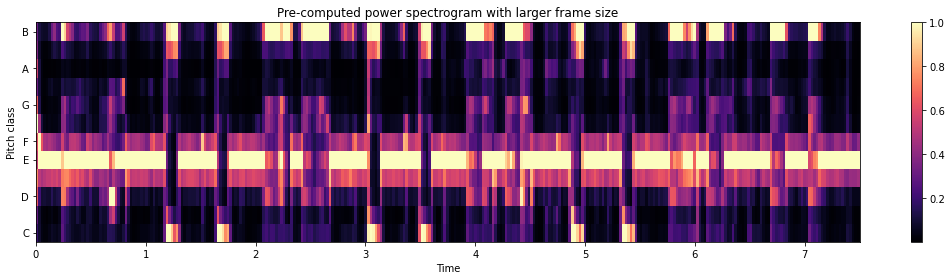 Pre-computed power spectrogram with larger frame size
B
A
G
F
E
D
C
Pitch class
0 1 2 3 4 5 6 7
Time
1.0
0.8
0.6
0.4
0.2